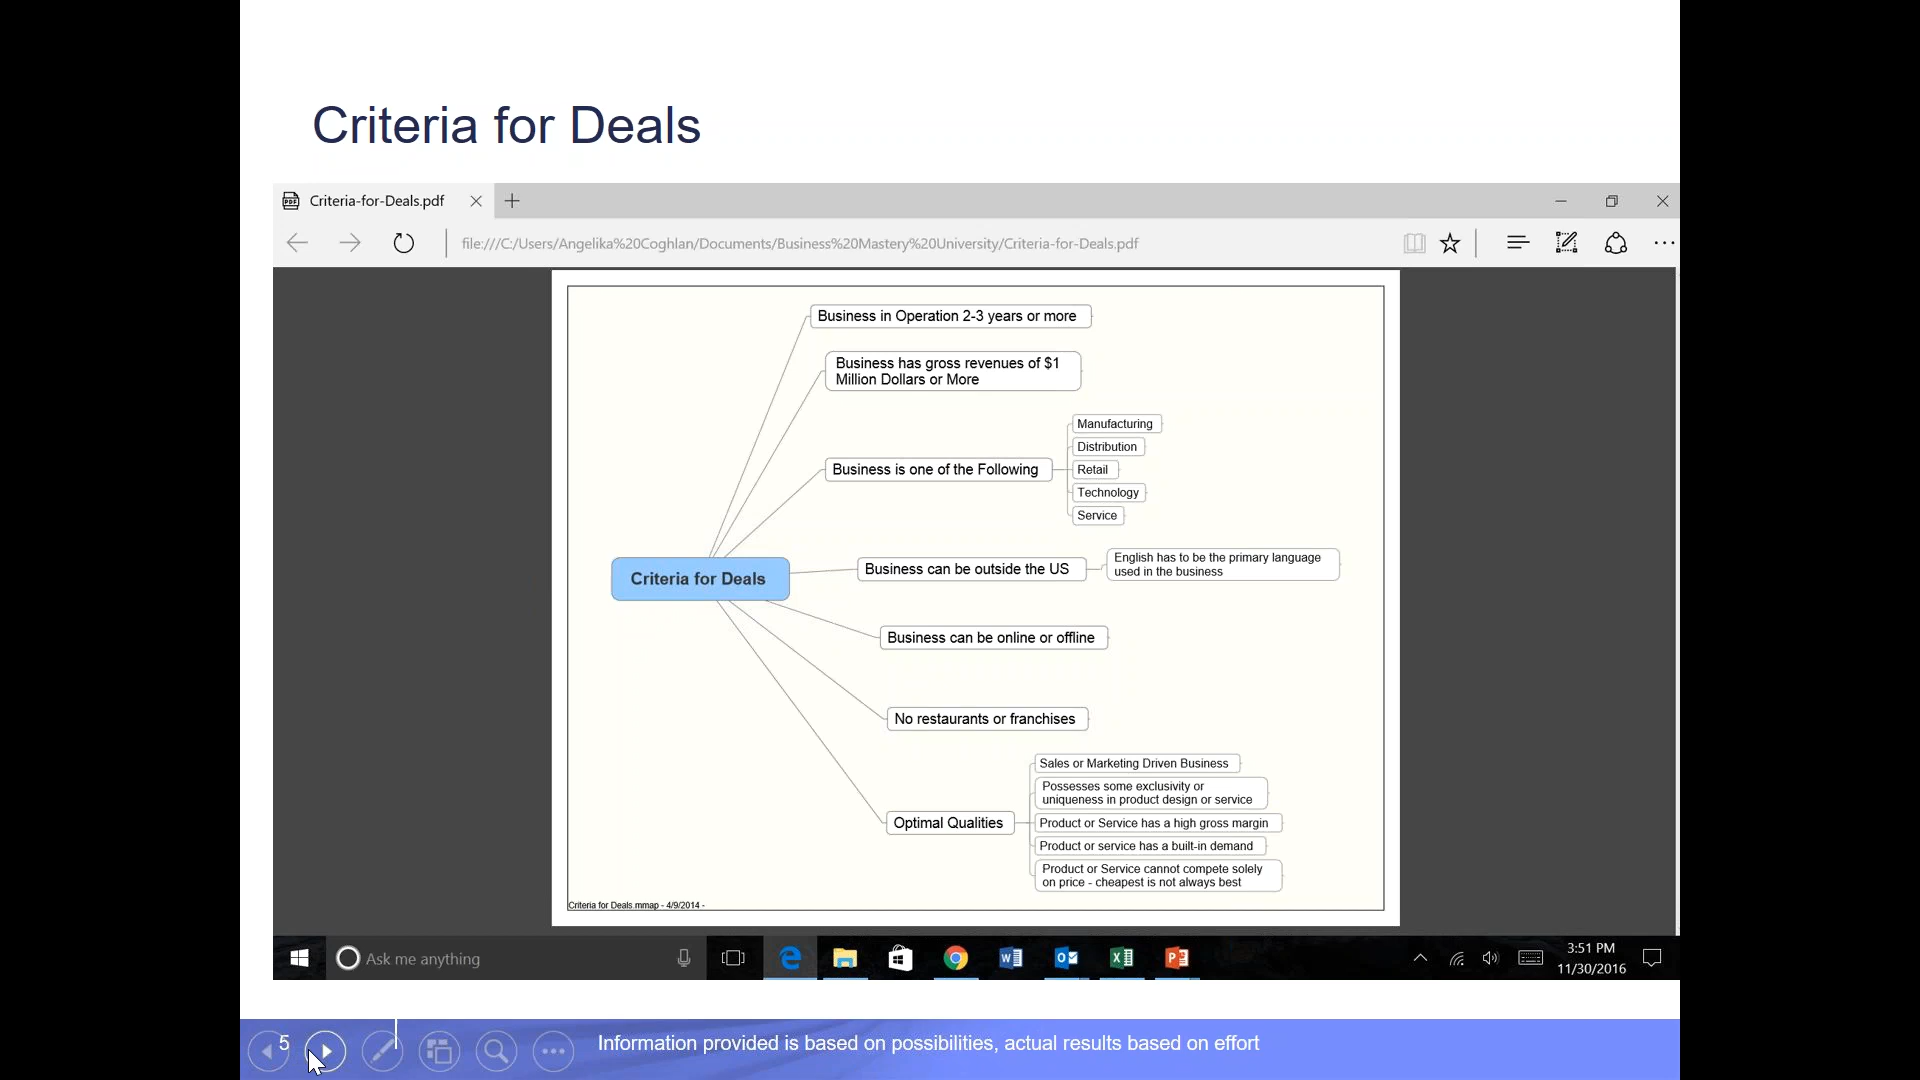 Criteria for Deals
Criteria-for-Deals.pdf
file:///C:/Users/Angelika%20Coghlan/Documents/Business%20Mastery%20University/Criteria-for-Deals.pdf
Business in Operation 2-3 years or more
Business has gross revenues of $1
Million Dollars or More
Business is one of the Following
Manufacturing
Distribution
Retail
Technology
Service
Criteria for Deals
Business can be outside the US
English has to be the primary language
used in the business
Business can be online or offline
No restaurants or franchises
Optimal Qualities
Sales or Marketing Driven Business
Possesses some exclusivity or
uniqueness in product design or service
Product or Service has a high gross margin
Product or service has a built-in demand
Product or Service cannot compete solely
on price - cheapest is not always best
Criteria for Deals.mmap - 4/9/2014 -
Ask me anything
3:51 PM
11/30/2016
5
Information provided is based on possibilities, actual results based on effort